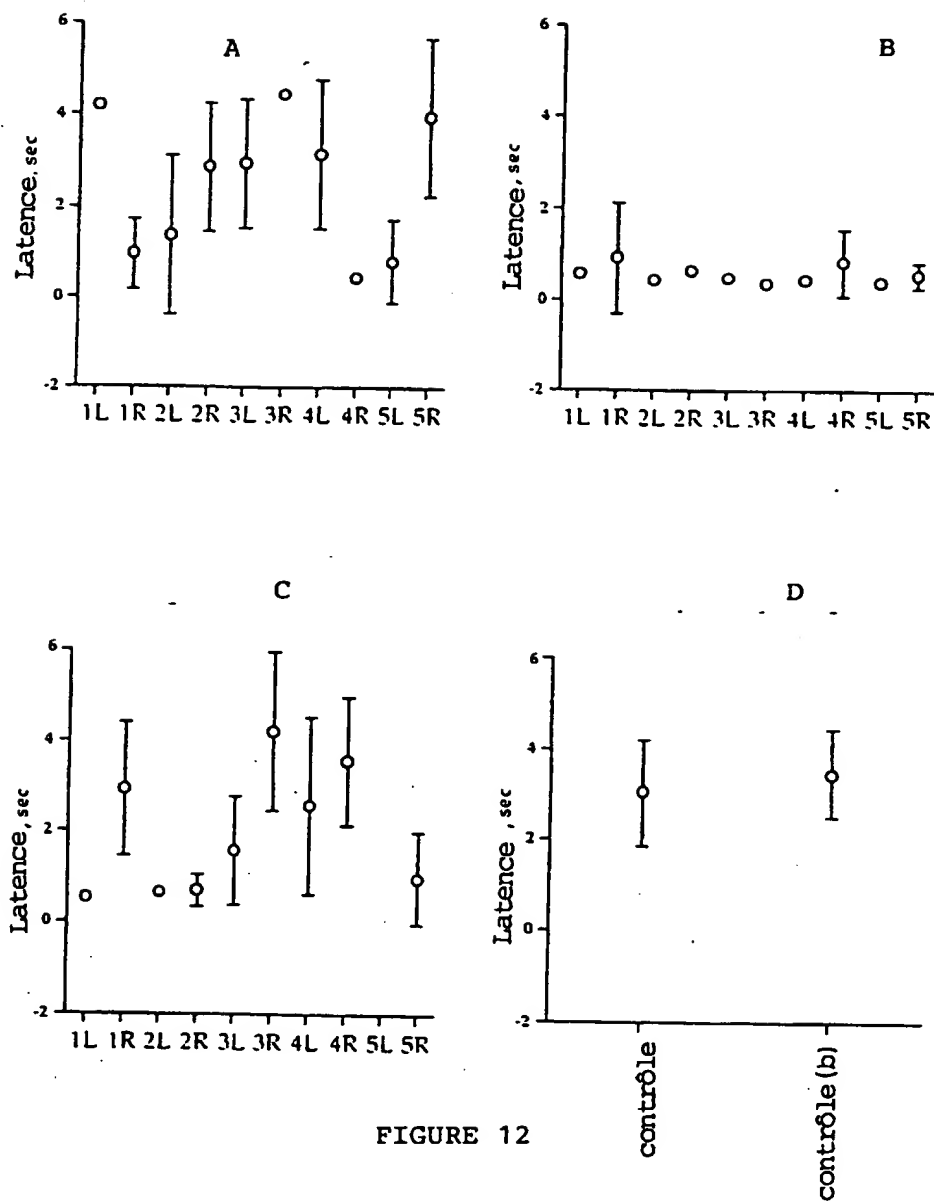 A
Latence, sec
6
4
2
0
-2
1L 1R 2L 2R 3L 3R 4L 4R 5L 5R
B
Latence, sec
6
4
2
0
-2
1L 1R 2L 2R 3L 3R 4L 4R 5L 5R
C
Latence, sec
6
4
2
0
-2
1L 1R 2L 2R 3L 3R 4L 4R 5L 5R
D
Latence, sec
6
4
2
0
-2
contrôle
contrôle(b)
FIGURE 12